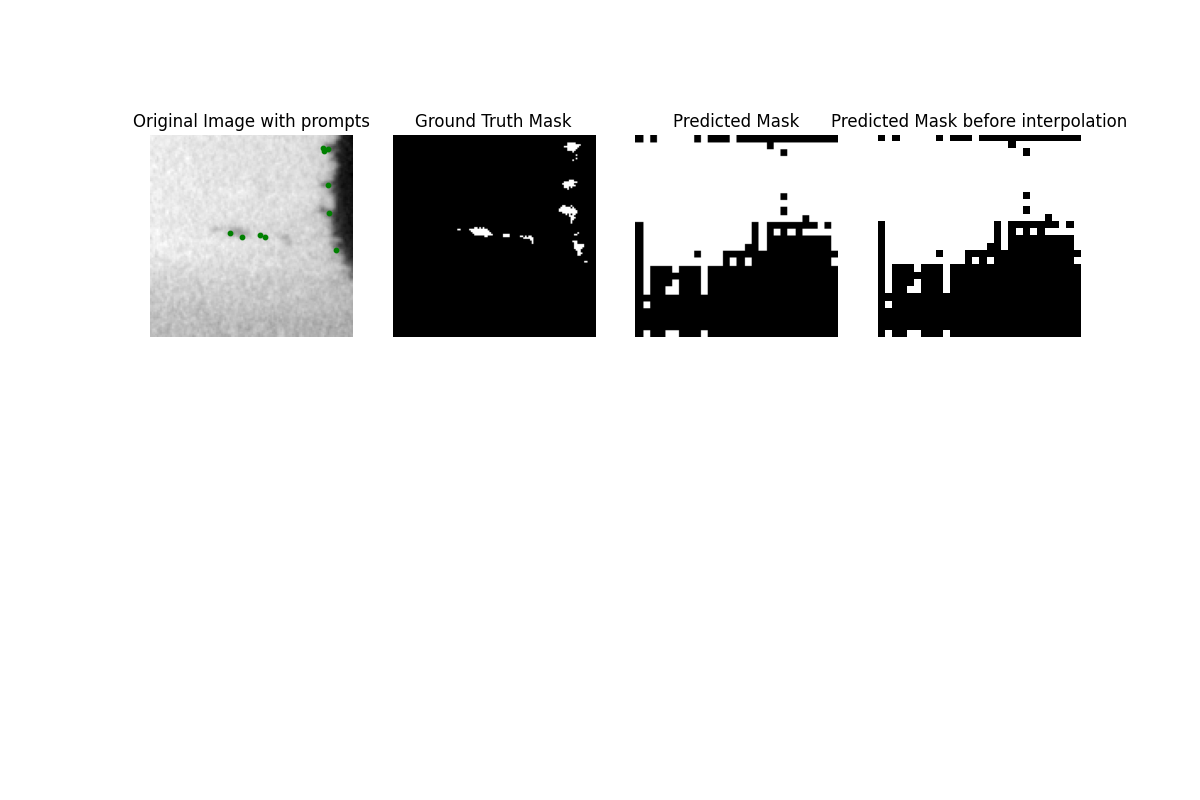 Original Image with prompts
Ground Truth Mask
Predicted Mask
Predicted Mask before interpolation